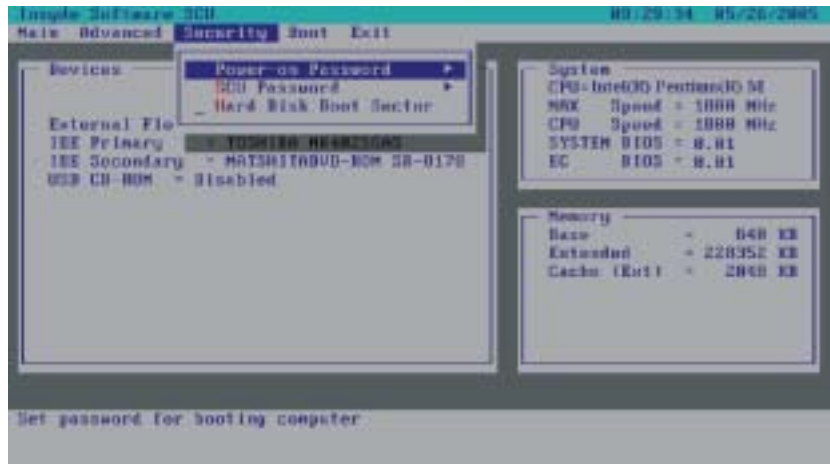 Insyde Software SCU 09:29:34 05/26/2005
Main Advanced Security Boot Exit
Power-on Password
SCU Password
Hard Disk Boot Sector
Devices
External Flo
IDE Primary = TOSHIBA
IDE Secondary = MATSHITADVD-ROM SR-8178
USB CD-ROM = Disabled
System
CPU= Intel(R) Pentium(R) M
MAX Speed = 1000 MHz
CPU Speed = 1000 MHz
SYSTEM BIOS = 0.01
EC BIOS = 0.01
Memory
Base = 640 KB
Extended = 228352 KB
Cache (Ext) = 2048 KB
Set password for booting computer